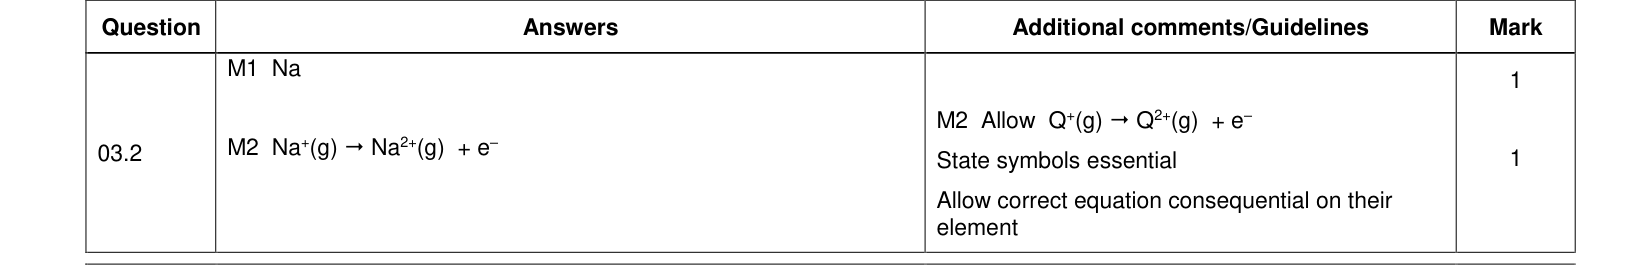 Question Answers Additional comments/Guidelines Mark
M1 Na
1
M2 Allow Q⁺(g) → Q²⁺(g) + e⁻
03.2 M2 Na⁺(g) → Na²⁺(g) + e⁻
State symbols essential 1
Allow correct equation consequential on their
element